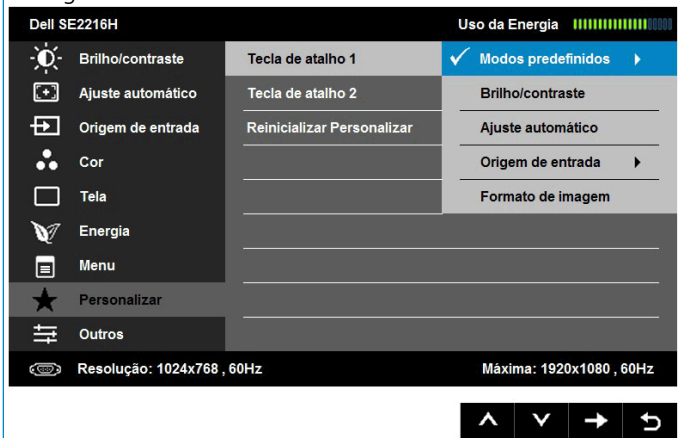 Dell SE2216H Uso da Energia
Brilho/contraste Tecla de atalho 1 Modos predefinidos
Ajuste automático Tecla de atalho 2 Brilho/contraste
Origem de entrada Reinicializar Personalizar Ajuste automático
Cor Origem de entrada
Tela Formato de imagem
Energia
Menu
Personalizar
Outros
Resolução: 1024x768 , 60Hz Máxima: 1920x1080 , 60Hz